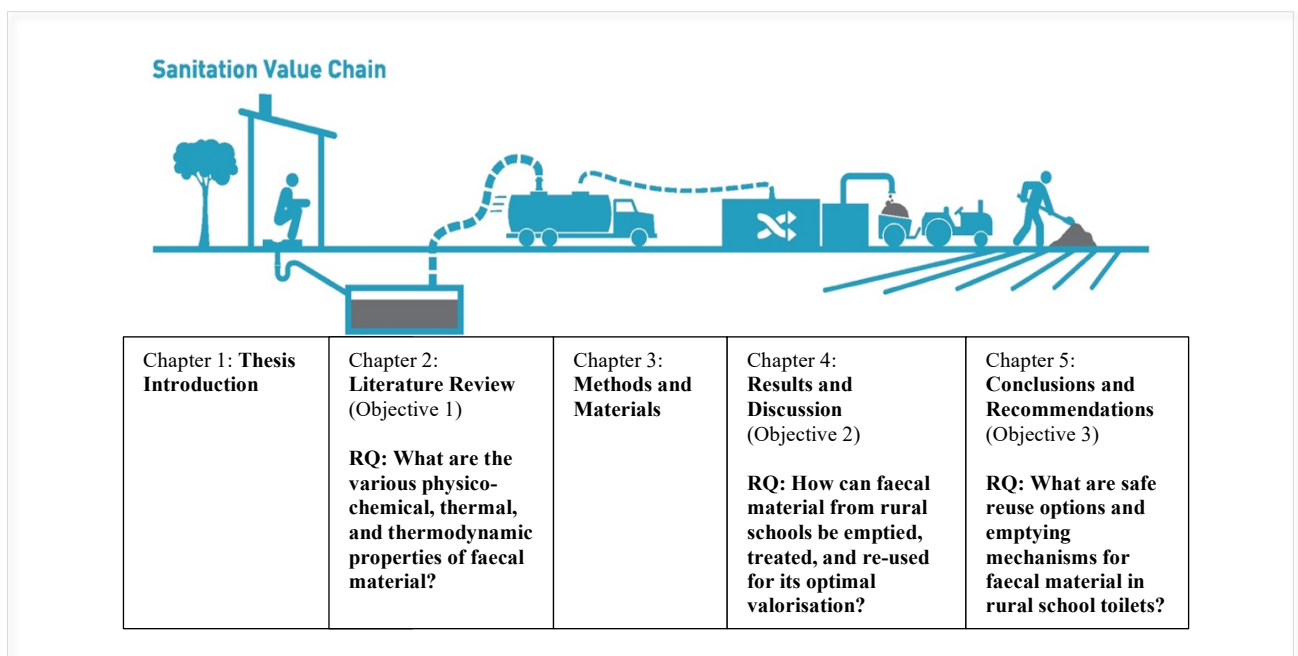 Sanitation Value Chain
Chapter 1: Thesis
Introduction
Chapter 2:
Literature Review
(Objective 1)
RQ: What are the
various physico-
chemical, thermal,
and thermodynamic
properties of faecal
material?
Chapter 3:
Methods and
Materials
Chapter 4:
Results and
Discussion
(Objective 2)
RQ: How can faecal
material from rural
schools be emptied,
treated, and re-used
for its optimal
valorisation?
Chapter 5:
Conclusions and
Recommendations
(Objective 3)
RQ: What are safe
reuse options and
emptying
mechanisms for
faecal material in
rural school toilets?